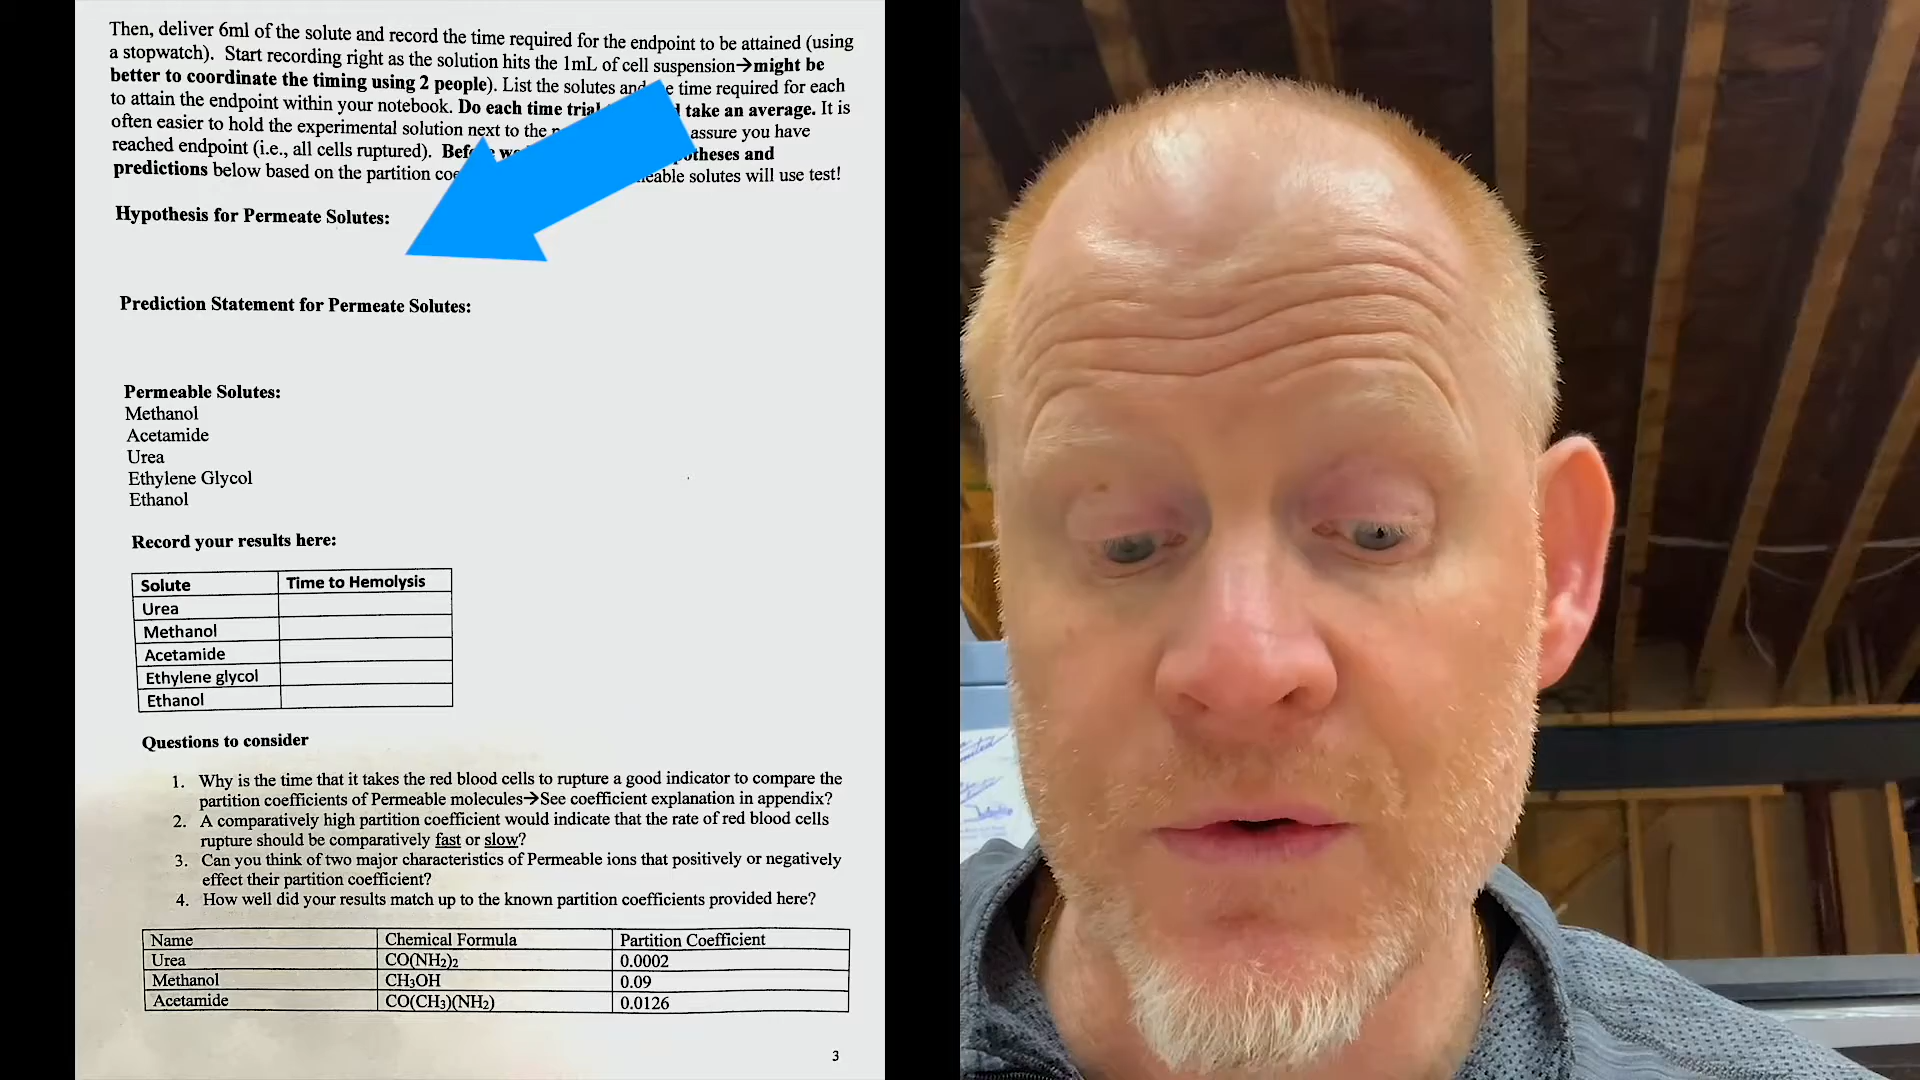 Then, deliver 6ml of the solute and record the time required for the endpoint to be attained (using
a stopwatch). Start recording right as the solution hits the 1mL of cell suspension→might be
better to coordinate the timing using 2 people). List the solutes and time required for each
to attain the endpoint within your notebook. Do each time trial take an average. It is
often easier to hold the experimental solution next to the assure you have
reached endpoint (i.e., all cells ruptured). and
predictions below based on the partition solutes will use test!
Hypothesis for Permeate Solutes:
Prediction Statement for Permeate Solutes:
Permeable Solutes:
Methanol
Acetamide
Urea
Ethylene Glycol
Ethanol
Record your results here:
Solute Time to Hemolysis
Urea
Methanol
Acetamide
Ethylene glycol
Ethanol
Questions to consider
1. Why is the time that it takes the red blood cells to rupture a good indicator to compare the
partition coefficients of Permeable molecules→See coefficient explanation in appendix?
2. A comparatively high partition coefficient would indicate that the rate of red blood cells
rupture should be comparatively fast or slow?
3. Can you think of two major characteristics of Permeable ions that positively or negatively
effect their partition coefficient?
4. How well did your results match up to the known partition coefficients provided here?
Name Chemical Formula Partition Coefficient
Urea CO(NH₂)₂ 0.0002
Methanol CH₃OH 0.09
Acetamide CO(CH₃)(NH₂) 0.0126
3